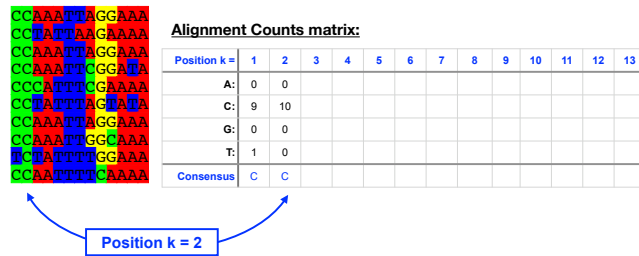 CCAAATTAGGAAA
CCTATTAAGAAAA
CCAAATTAGGAAA
CCAAATTCGGATA
CCCATTTCGAAAA
CCTATTTAGTATA
CCAAATTAGGAAA
CCAAATTGGCAAA
TCTATTTTGGAAA
CCAATTTTCAAAA
Alignment Counts matrix:
Position k = 1 2 3 4 5 6 7 8 9 10 11 12 13
A: 0 0
C: 9 10
G: 0 0
T: 1 0
Consensus C C
Position k = 2